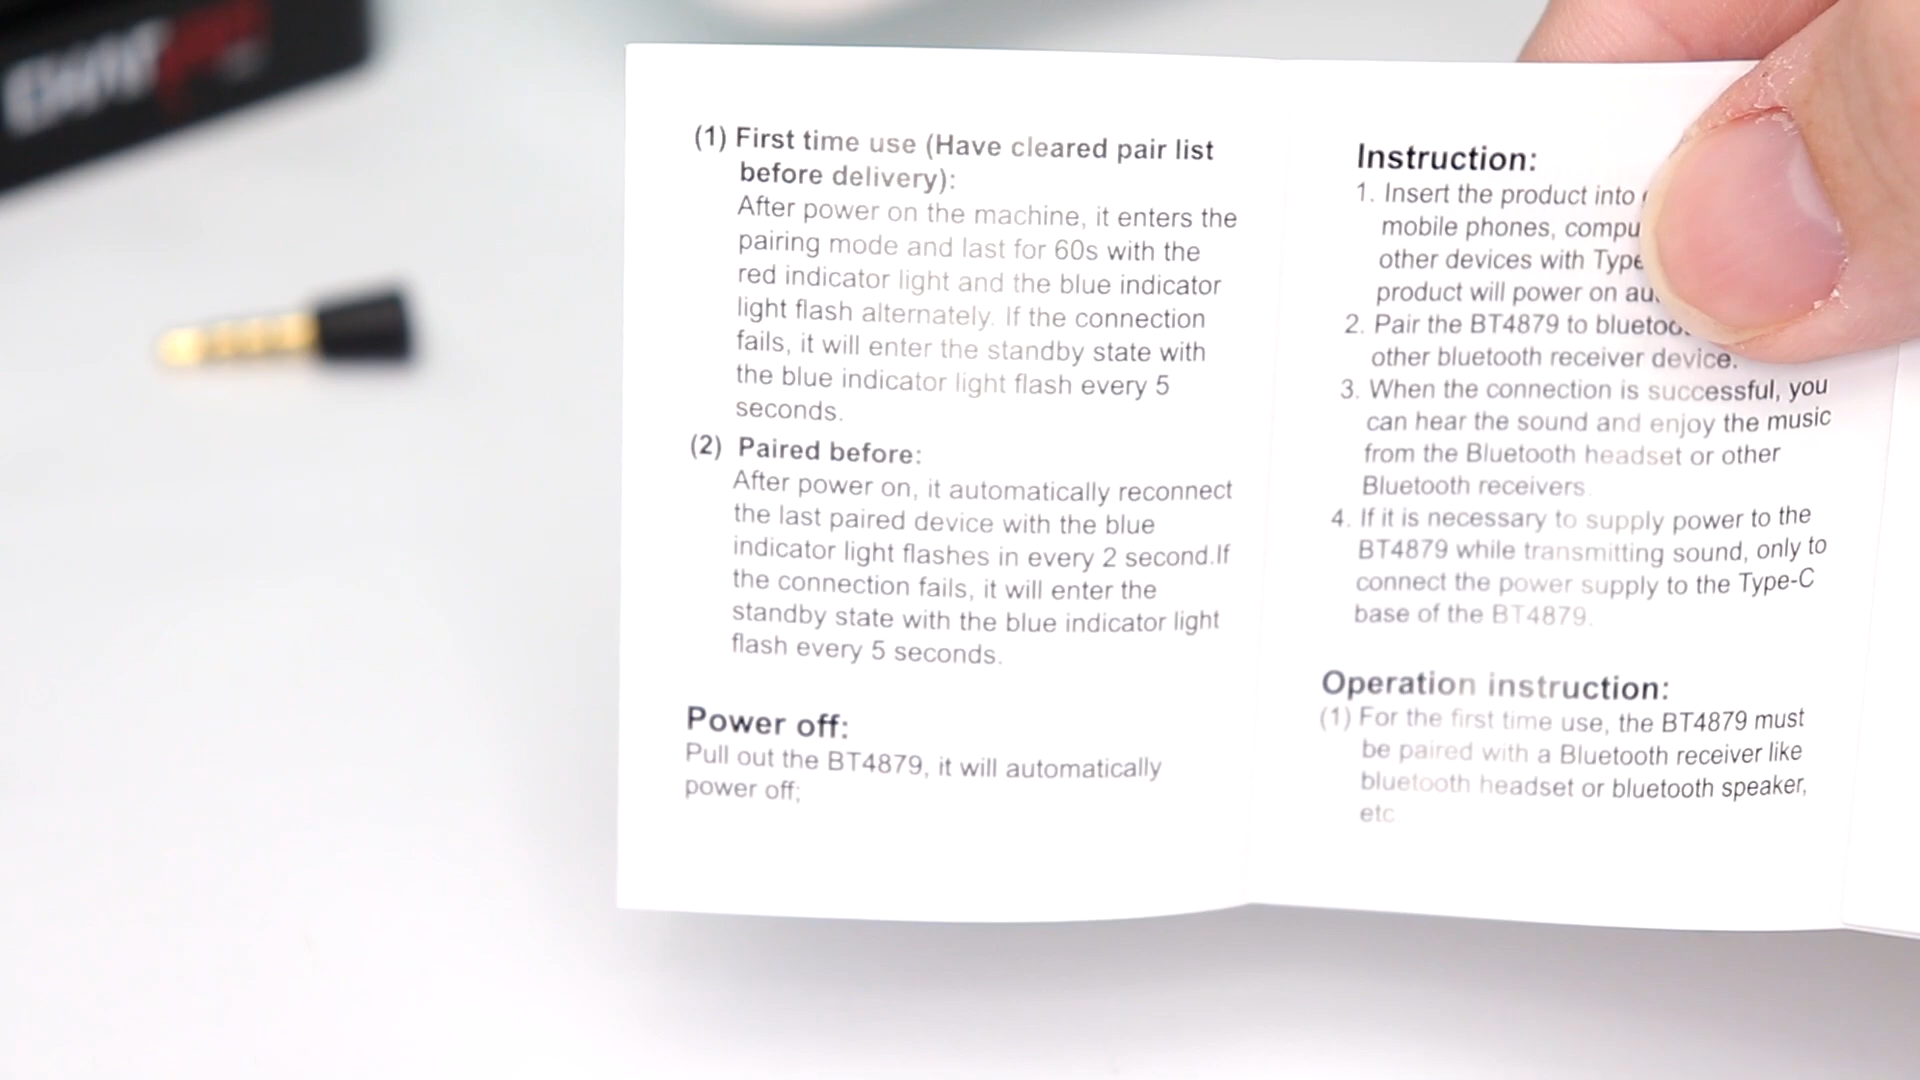 (1) First time use (Have cleared pair list
before delivery):
After power on the machine, it enters the
pairing mode and last for 60s with the
red indicator light and the blue indicator
light flash alternately. If the connection
fails, it will enter the standby state with
the blue indicator light flash every 5
seconds.
(2) Paired before:
After power on, it automatically reconnect
the last paired device with the blue
indicator light flashes in every 2 second.If
the connection fails, it will enter the
standby state with the blue indicator light
flash every 5 seconds.
Power off:
Pull out the BT4879, it will automatically
power off;
Instruction:
1. Insert the product into
mobile phones,
other devices with
product will power on
2. Pair the BT4879 to
other bluetooth receiver device.
3. When the connection is successful, you
can hear the sound and enjoy the music
from the Bluetooth headset or other
Bluetooth receivers.
4. If it is necessary to supply power to the
BT4879 while transmitting sound, only to
connect the power supply to the Type-C
base of the BT4879.
Operation instruction:
(1) For the first time use, the BT4879 must
be paired with a Bluetooth receiver like
bluetooth headset or bluetooth speaker,
etc